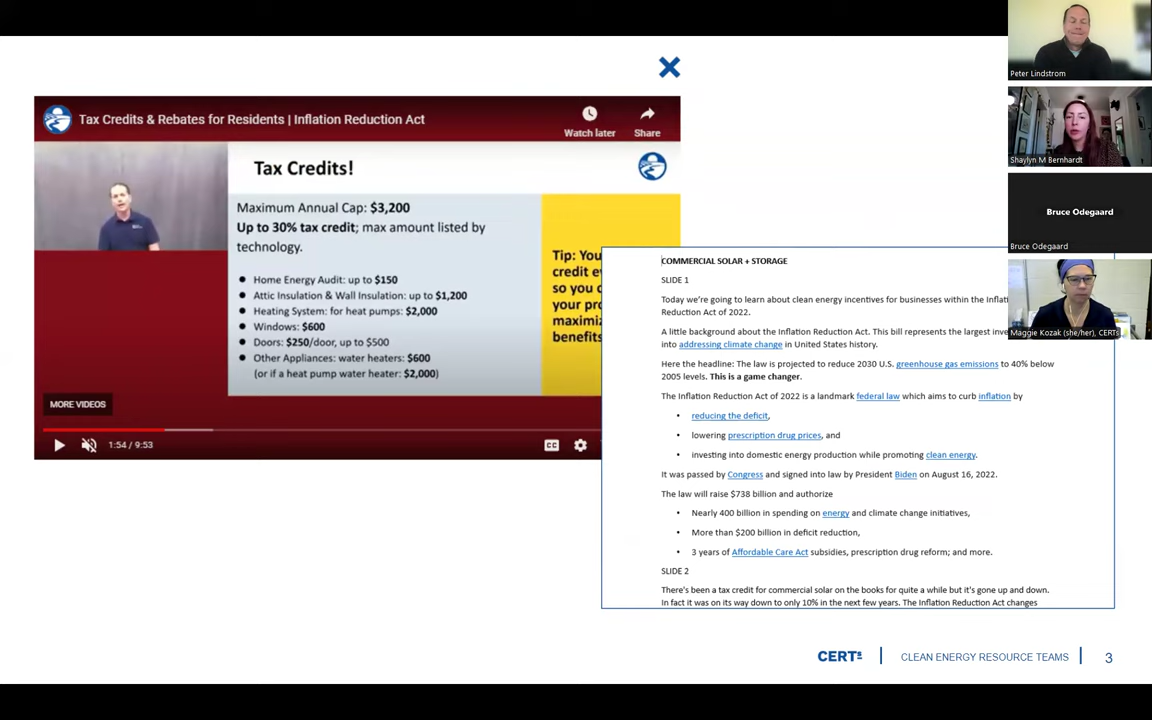 Tax Credits & Rebates for Residents | Inflation Reduction Act
Watch later
Share
Tax Credits!
Maximum Annual Cap: $3,200
Up to 30% tax credit; max amount listed by
technology.
● Home Energy Audit: up to $150
● Attic Insulation & Wall Insulation: up to $1,200
● Heating System: for heat pumps: $2,000
● Windows: $600
● Doors: $250/door, up to $500
● Other Appliances: water heaters: $600
(or if a heat pump water heater: $2,000)
Tip: You
credit e
so you c
your pr
maximiz
benefits
MORE VIDEOS
1:54 / 9:53
CC
COMMERCIAL SOLAR + STORAGE
SLIDE 1
Today we're going to learn about clean energy incentives for businesses within the Inflati
Reduction Act of 2022.
A little background about the Inflation Reduction Act. This bill represents the largest inve
into addressing climate change in United States history.
Here the headline: The law is projected to reduce 2030 U.S. greenhouse gas emissions to 40% below
2005 levels. This is a game changer.
The Inflation Reduction Act of 2022 is a landmark federal law which aims to curb inflation by
• reducing the deficit,
• lowering prescription drug prices, and
• investing into domestic energy production while promoting clean energy.
It was passed by Congress and signed into law by President Biden on August 16, 2022.
The law will raise $738 billion and authorize
• Nearly 400 billion in spending on energy and climate change initiatives,
• More than $200 billion in deficit reduction,
• 3 years of Affordable Care Act subsidies, prescription drug reform; and more.
SLIDE 2
There's been a tax credit for commercial solar on the books for quite a while but it's gone up and down.
In fact it was on its way down to only 10% in the next few years. The Inflation Reduction Act changes
CERTs
CLEAN ENERGY RESOURCE TEAMS
3
Peter Lindstrom
Shaylyn M Bernhardt
Bruce Odegaard
Bruce Odegaard
Maggie Kozak (she/her), CERTs